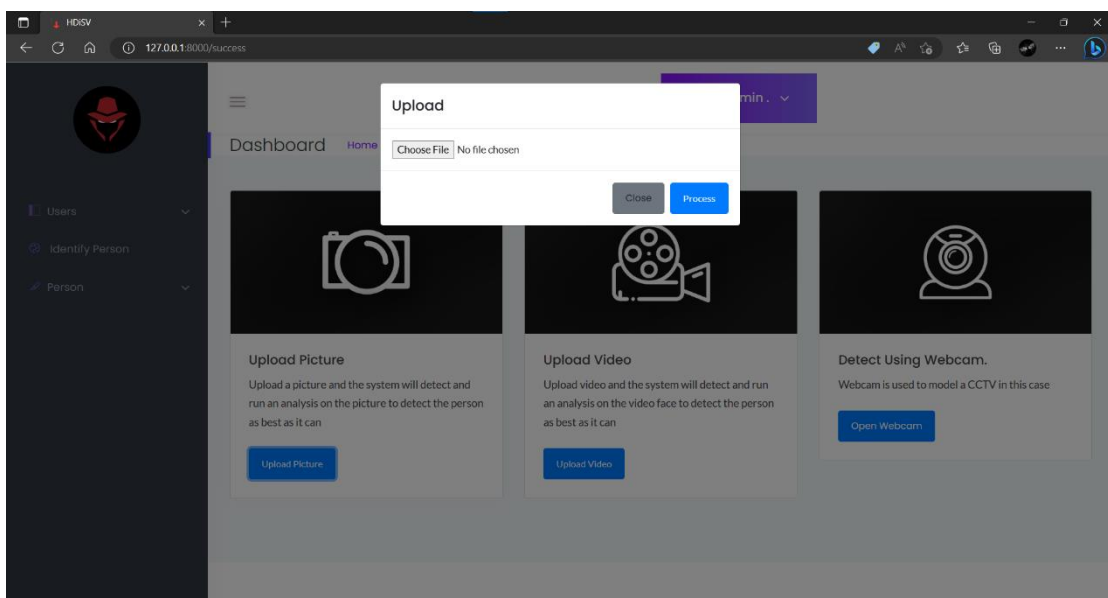 HDiSV
127.0.0.1:8000/success
Upload
min .
Dashboard Home
Choose File No file chosen
Close Process
Users
Identify Person
Person
Upload Picture
Upload a picture and the system will detect and
run an analysis on the picture to detect the person
as best as it can
Upload Picture
Upload Video
Upload video and the system will detect and run
an analysis on the video face to detect the person
as best as it can
Upload Video
Detect Using Webcam.
Webcam is used to model a CCTV in this case
Open Webcam